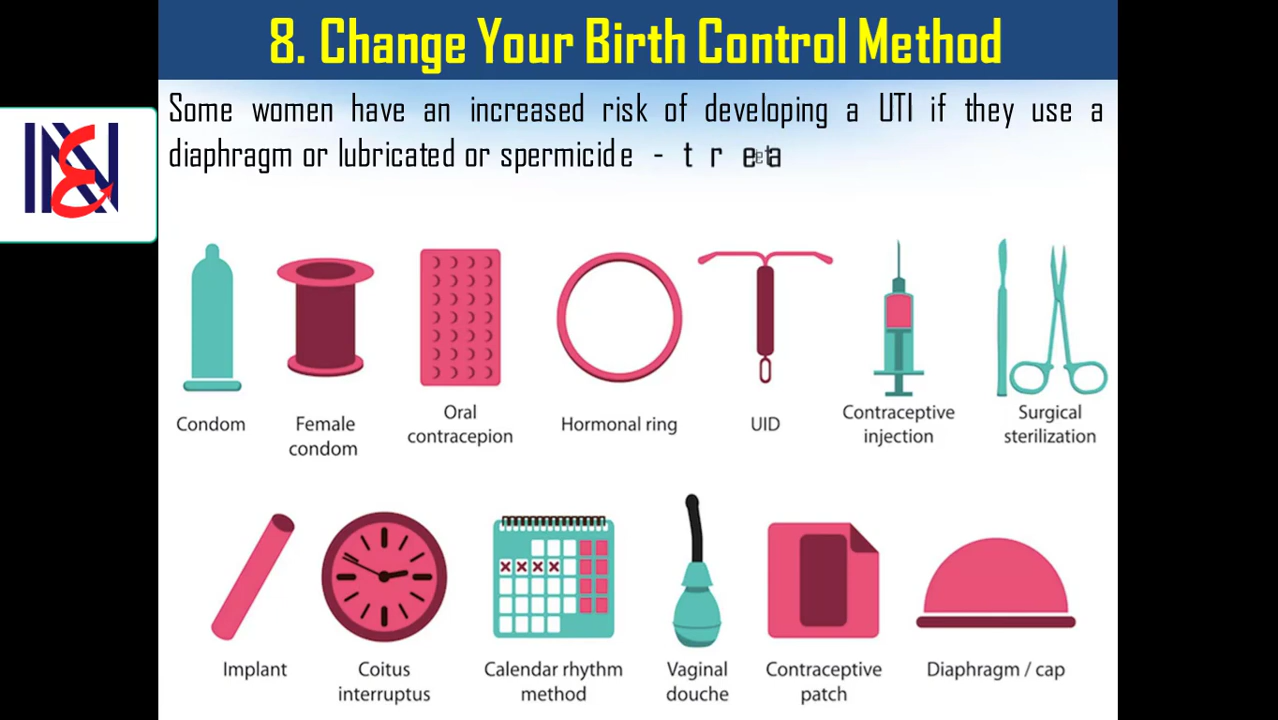 8. Change Your Birth Control Method
Some women have an increased risk of developing a UTI if they use a
diaphragm or lubricated or spermicide -
Condom
Female
condom
Oral
contracepion
Hormonal ring
UID
Contraceptive
injection
Surgical
sterilization
Implant
Coitus
interruptus
Calendar rhythm
method
Vaginal
douche
Contraceptive
patch
Diaphragm / cap